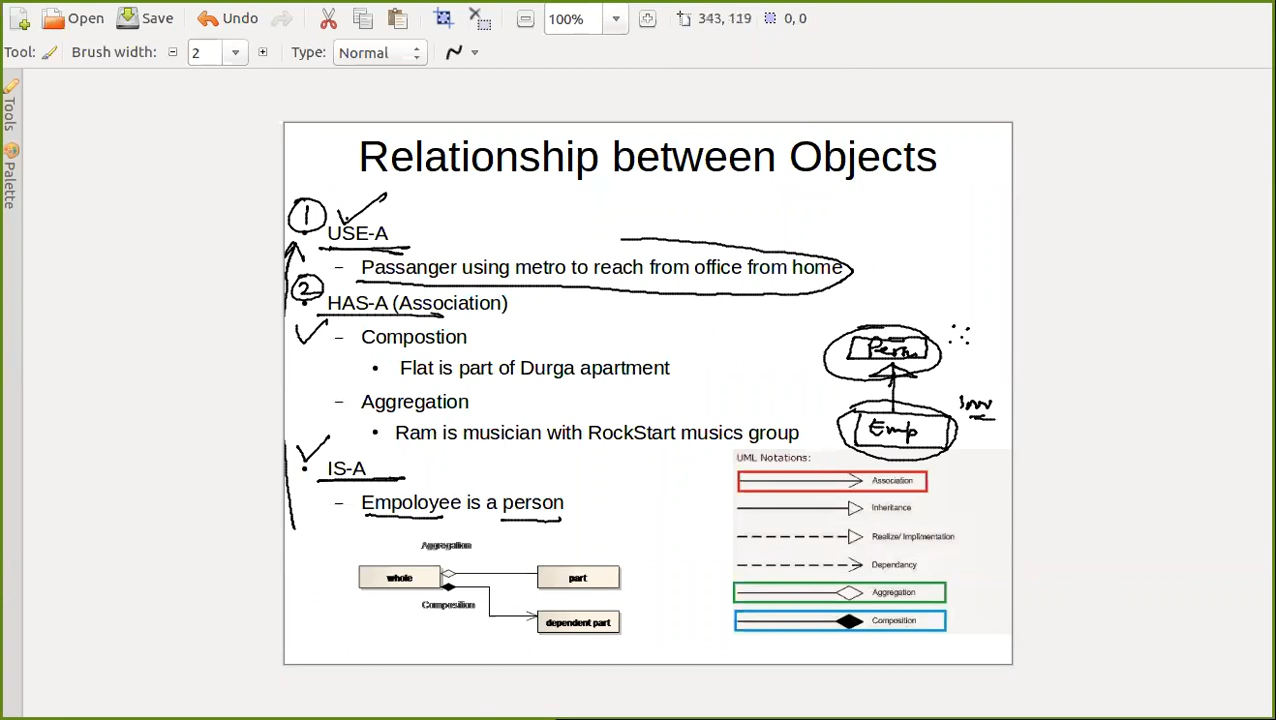 Open Save Undo 100% 343, 119 0, 0
Tool: Brush width: 2 Type: Normal
Tools
Palette
Relationship between Objects
1
• USE-A
– Passanger using metro to reach from office from home
2
• HAS-A (Association)
– Compostion
• Flat is part of Durga apartment
– Aggregation
• Ram is musician with RockStart musics group
• IS-A
– Empoloyee is a person
Emp
UML Notations:
Association
Inheritance
Realize/ Implimentation
Dependancy
Aggregation
Composition
Aggregation
whole part
Composition
dependent part